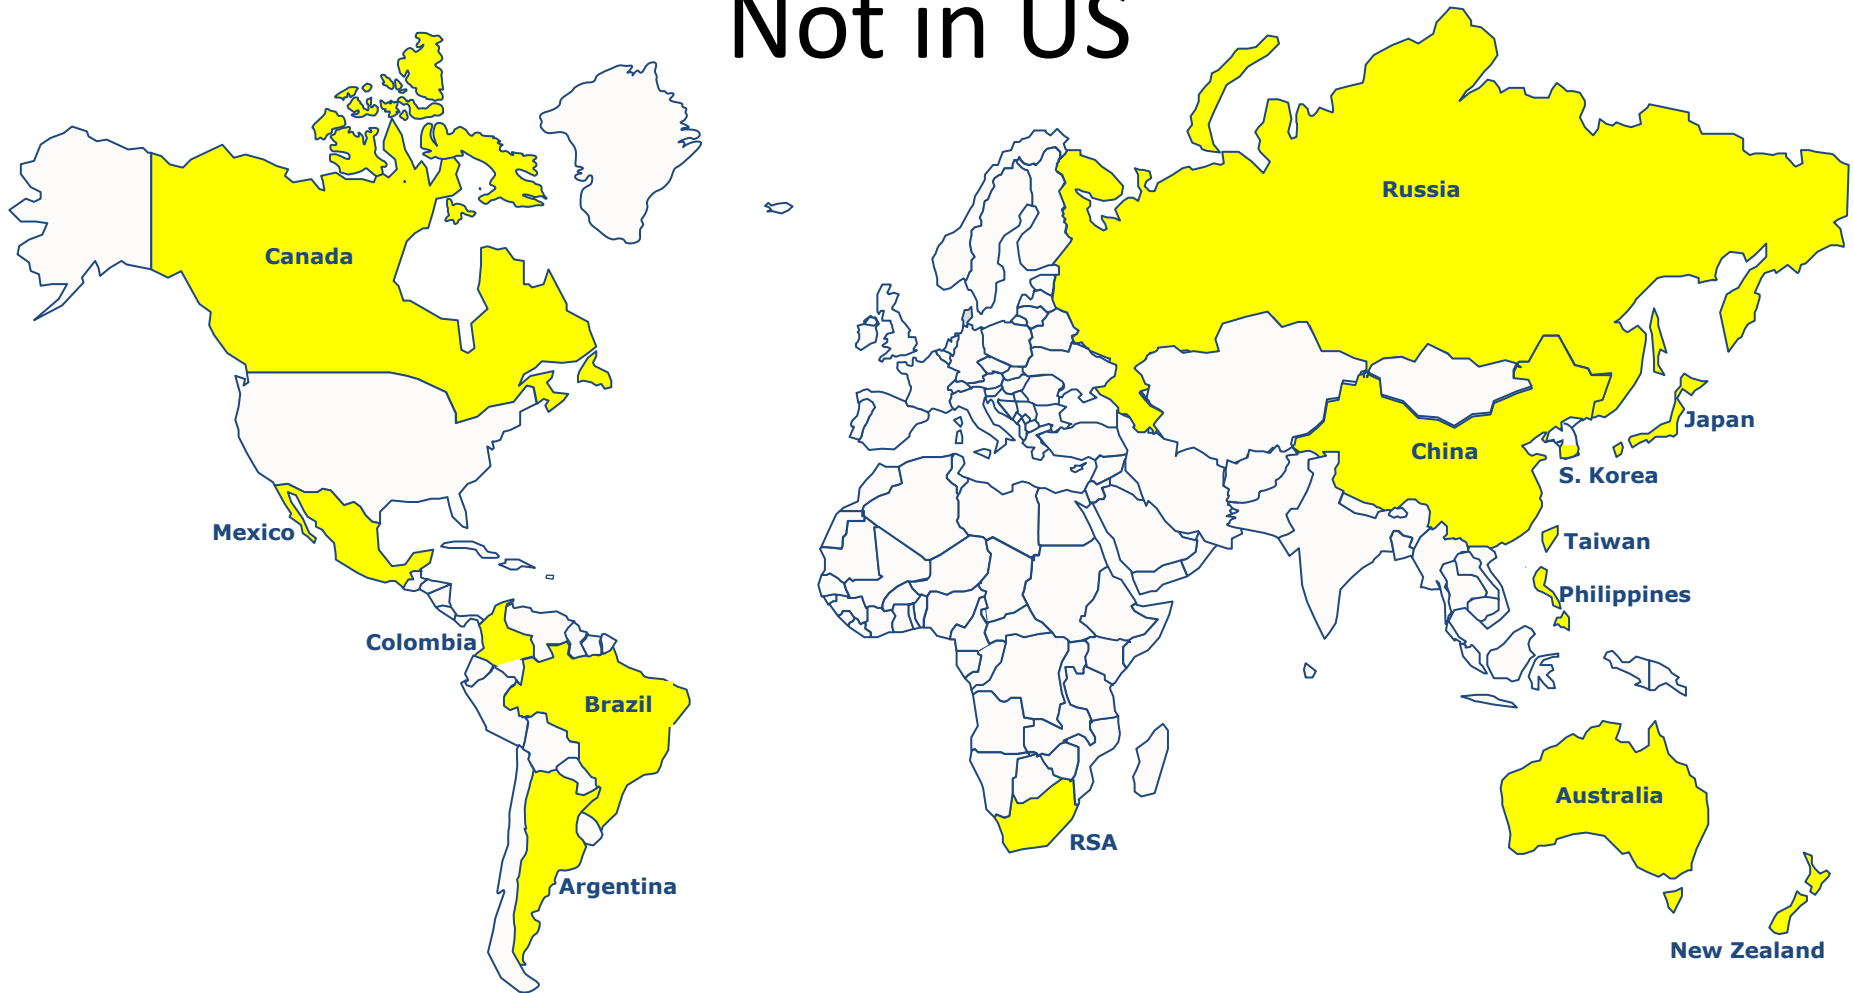 Not in US
Russia
Canada
Japan
China
S. Korea
Mexico
Taiwan
Philippines
Colombia
Brazil
Australia
RSA
Argentina
New Zealand